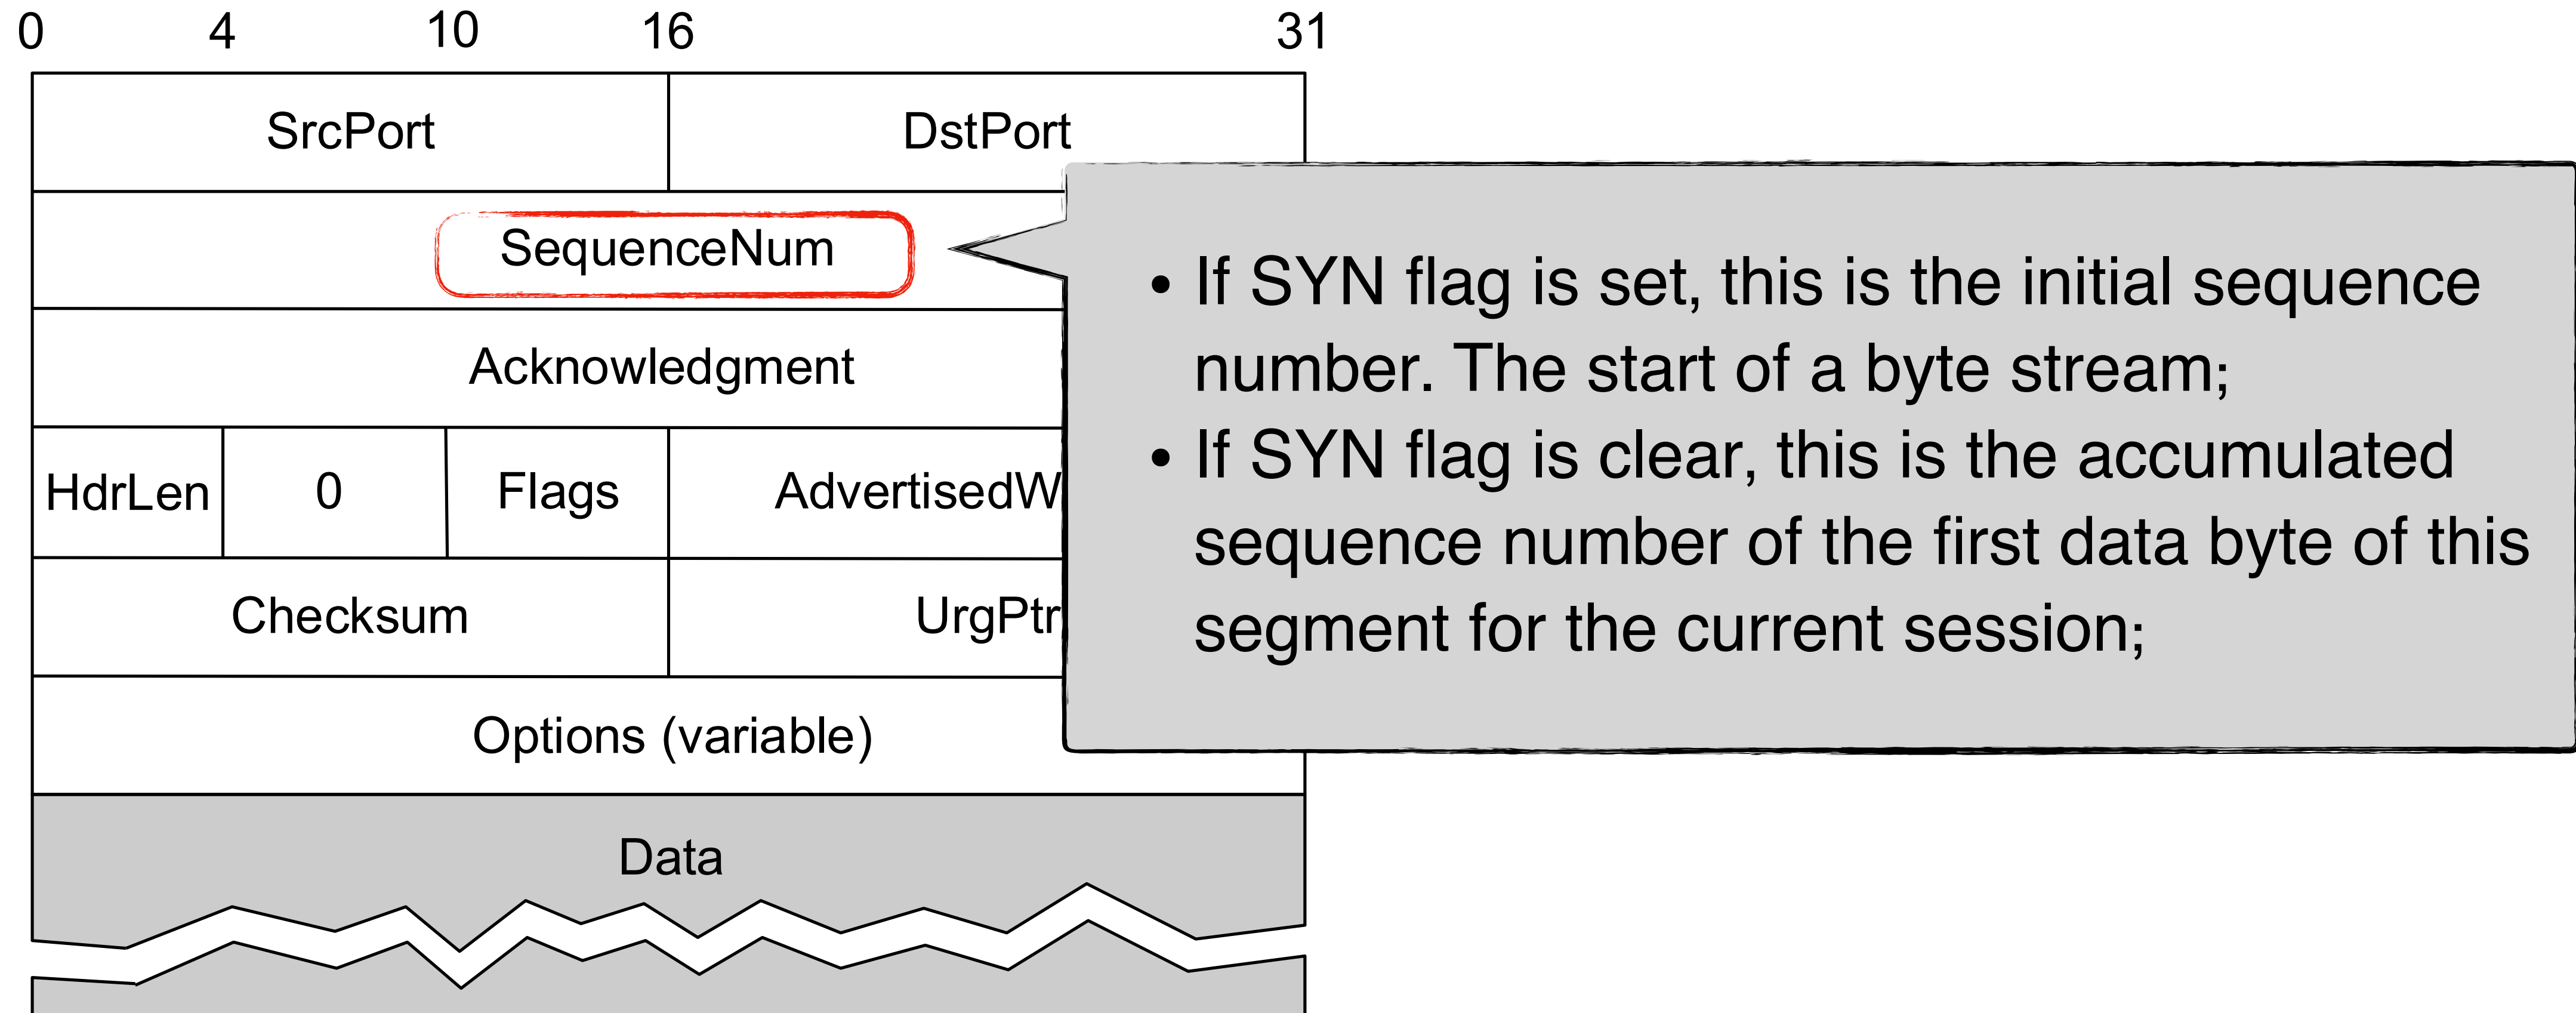 0 4 10 16 31
SrcPort DstPort
SequenceNum
Acknowledgment
HdrLen 0 Flags AdvertisedW
Checksum UrgPtr
Options (variable)
Data
• If SYN flag is set, this is the initial sequence
number. The start of a byte stream;
• If SYN flag is clear, this is the accumulated
sequence number of the first data byte of this
segment for the current session;